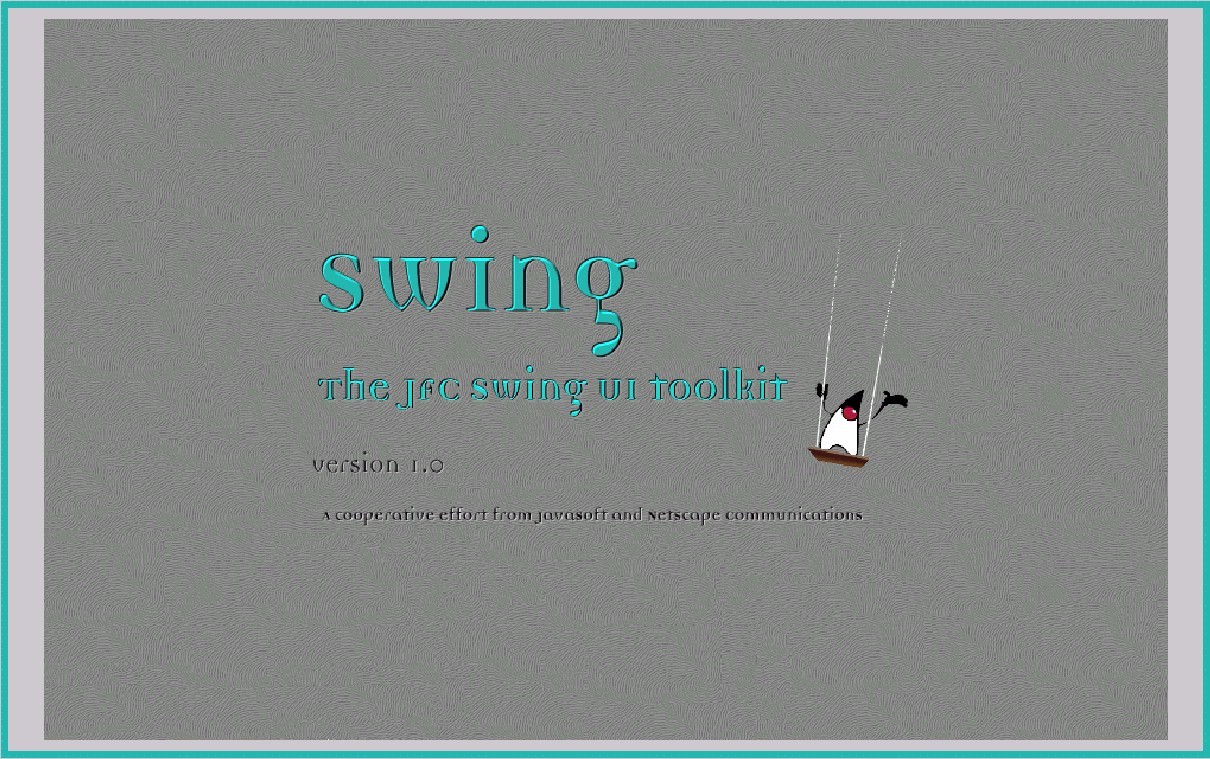 swing
The JFC Swing UI toolkit
version 1.0
A cooperative effort from Javasoft and Netscape communications